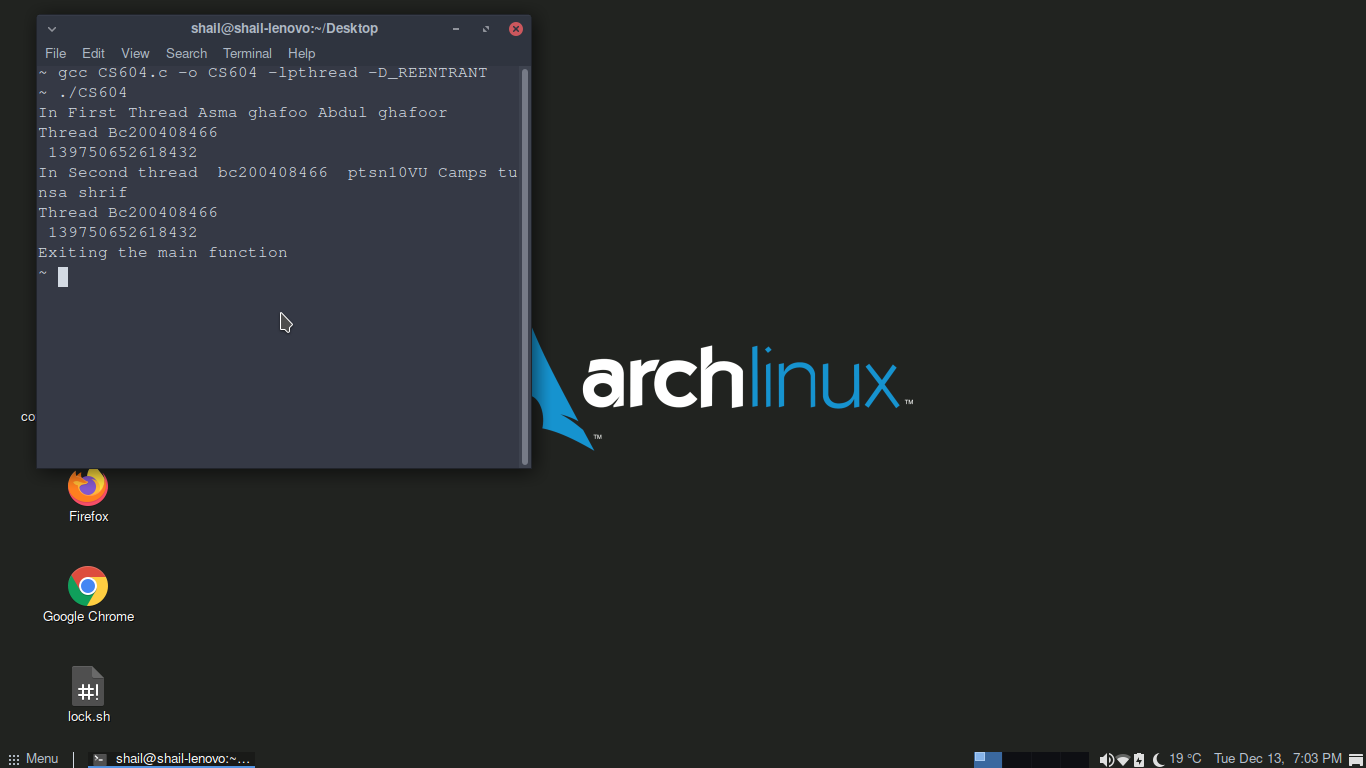 shail@shail-lenovo:~/Desktop
File Edit View Search Terminal Help
~ gcc CS604.c -o CS604 -lpthread -D_REENTRANT
~ ./CS604
In First Thread Asma ghafoo Abdul ghafoor
Thread Bc200408466
139750652618432
In Second thread  bc200408466  ptsn10VU Camps tu
nsa shrif
Thread Bc200408466
139750652618432
Exiting the main function
~
archlinux™
™
co
Firefox
Google Chrome
#!
lock.sh
Menu
shail@shail-lenovo:~...
19 °C
Tue Dec 13, 7:03 PM